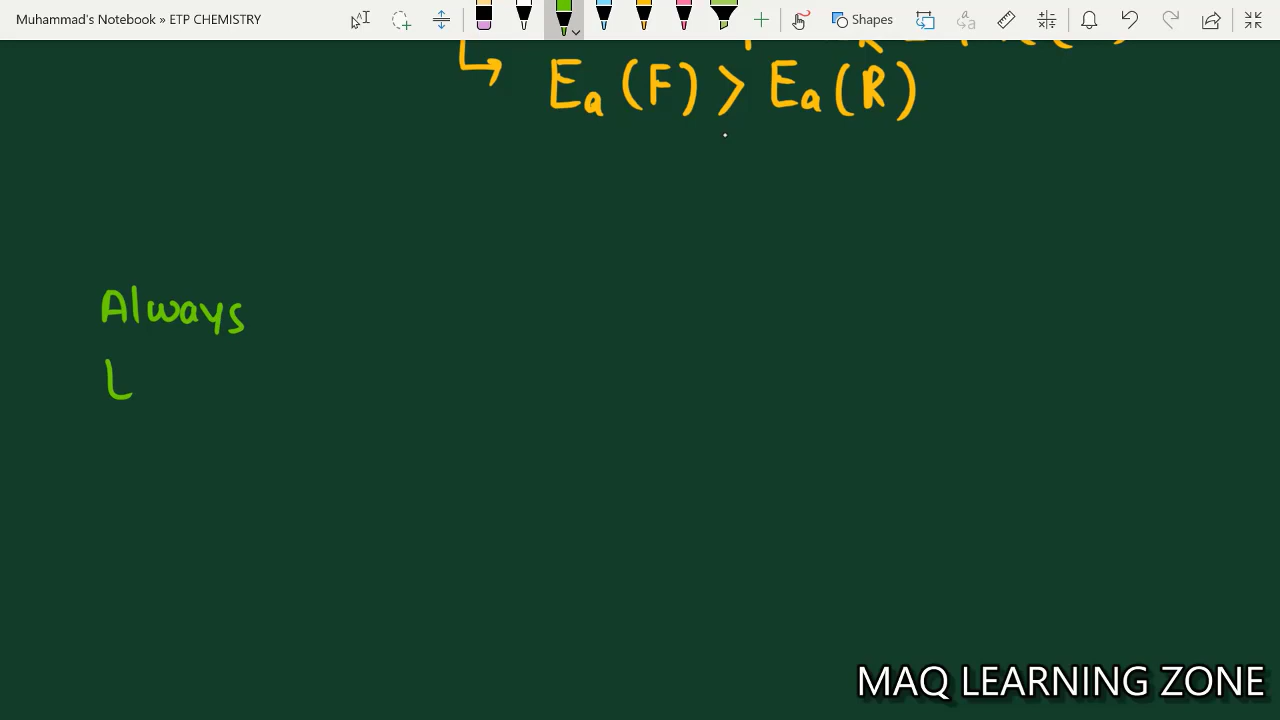 Muhammad's Notebook » ETP CHEMISTRY
Shapes
Ea (F) > Ea (R)
Always
L
MAQ LEARNING ZONE